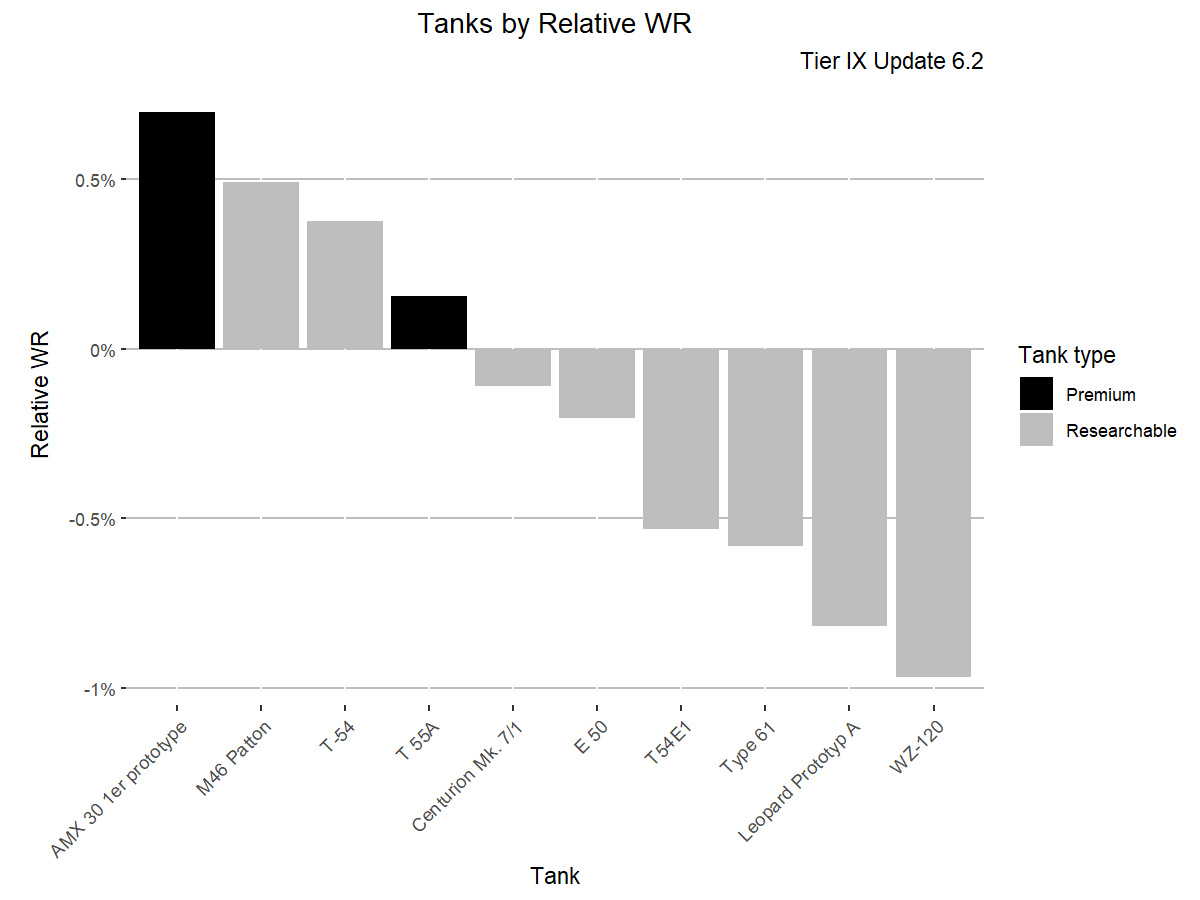 Tanks by Relative WR
Tier IX Update 6.2
Relative WR
0.5%
0%
-0.5%
-1%
AMX 30 1er prototype
M46 Patton
T-54
T 55A
Centurion Mk. 7/1
E 50
T54E1
Type 61
Leopard Prototyp A
WZ-120
Tank
Tank type
Premium
Researchable